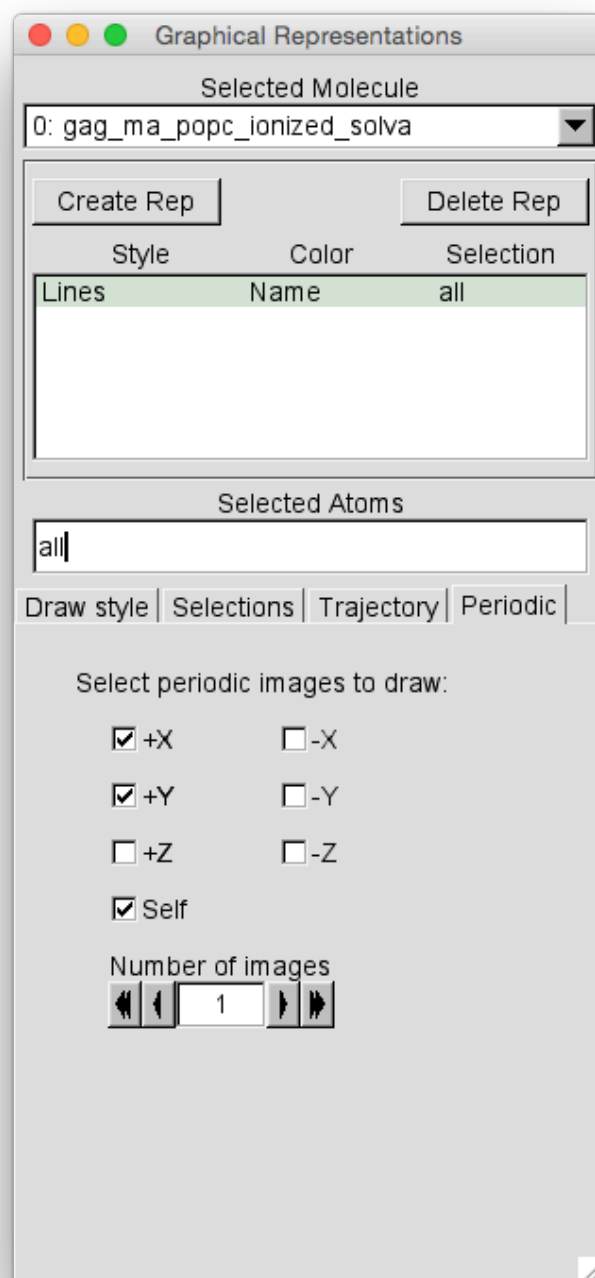 Graphical Representations
Selected Molecule
0: gag_ma_popc_ionized_solva
Create Rep Delete Rep
Style Color Selection
Lines Name all
Selected Atoms
all
Draw style Selections Trajectory Periodic
Select periodic images to draw:
+X -X
+Y -Y
+Z -Z
Self
Number of images
1